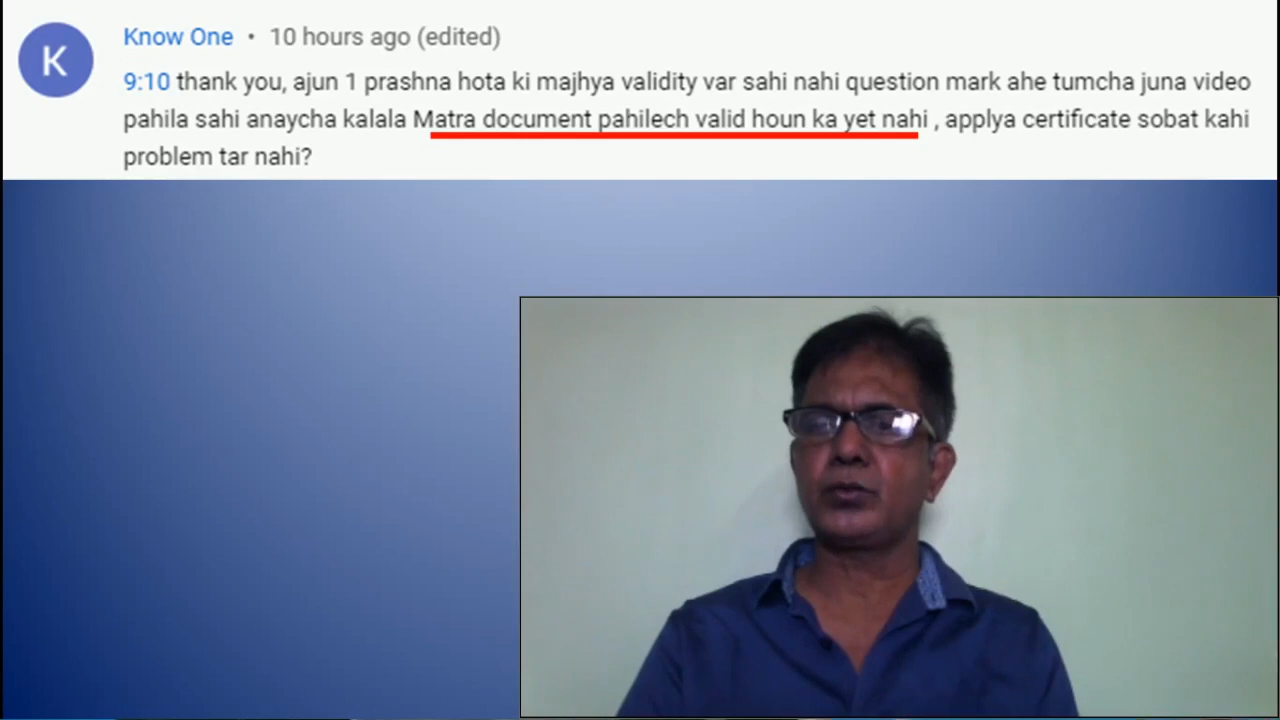 K
Know One • 10 hours ago (edited)
9:10 thank you, ajun 1 prashna hota ki majhya validity var sahi nahi question mark ahe tumcha juna video
pahila sahi anaycha kalala Matra document pahilech valid houn ka yet nahi , applya certificate sobat kahi
problem tar nahi?